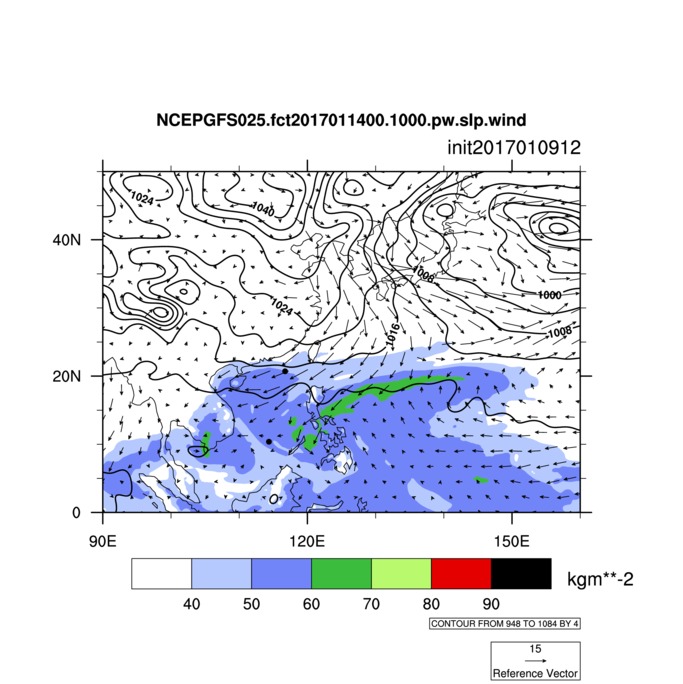 NCEPGFS025.fct2017011400.1000.pw.slp.wind
init2017010912
1024
1040
40N
1008
1024
1000
1016
1008
20N
0
90E
120E
150E
kgm**-2
40
50
60
70
80
90
CONTOUR FROM 948 TO 1084 BY 4
15
Reference Vector